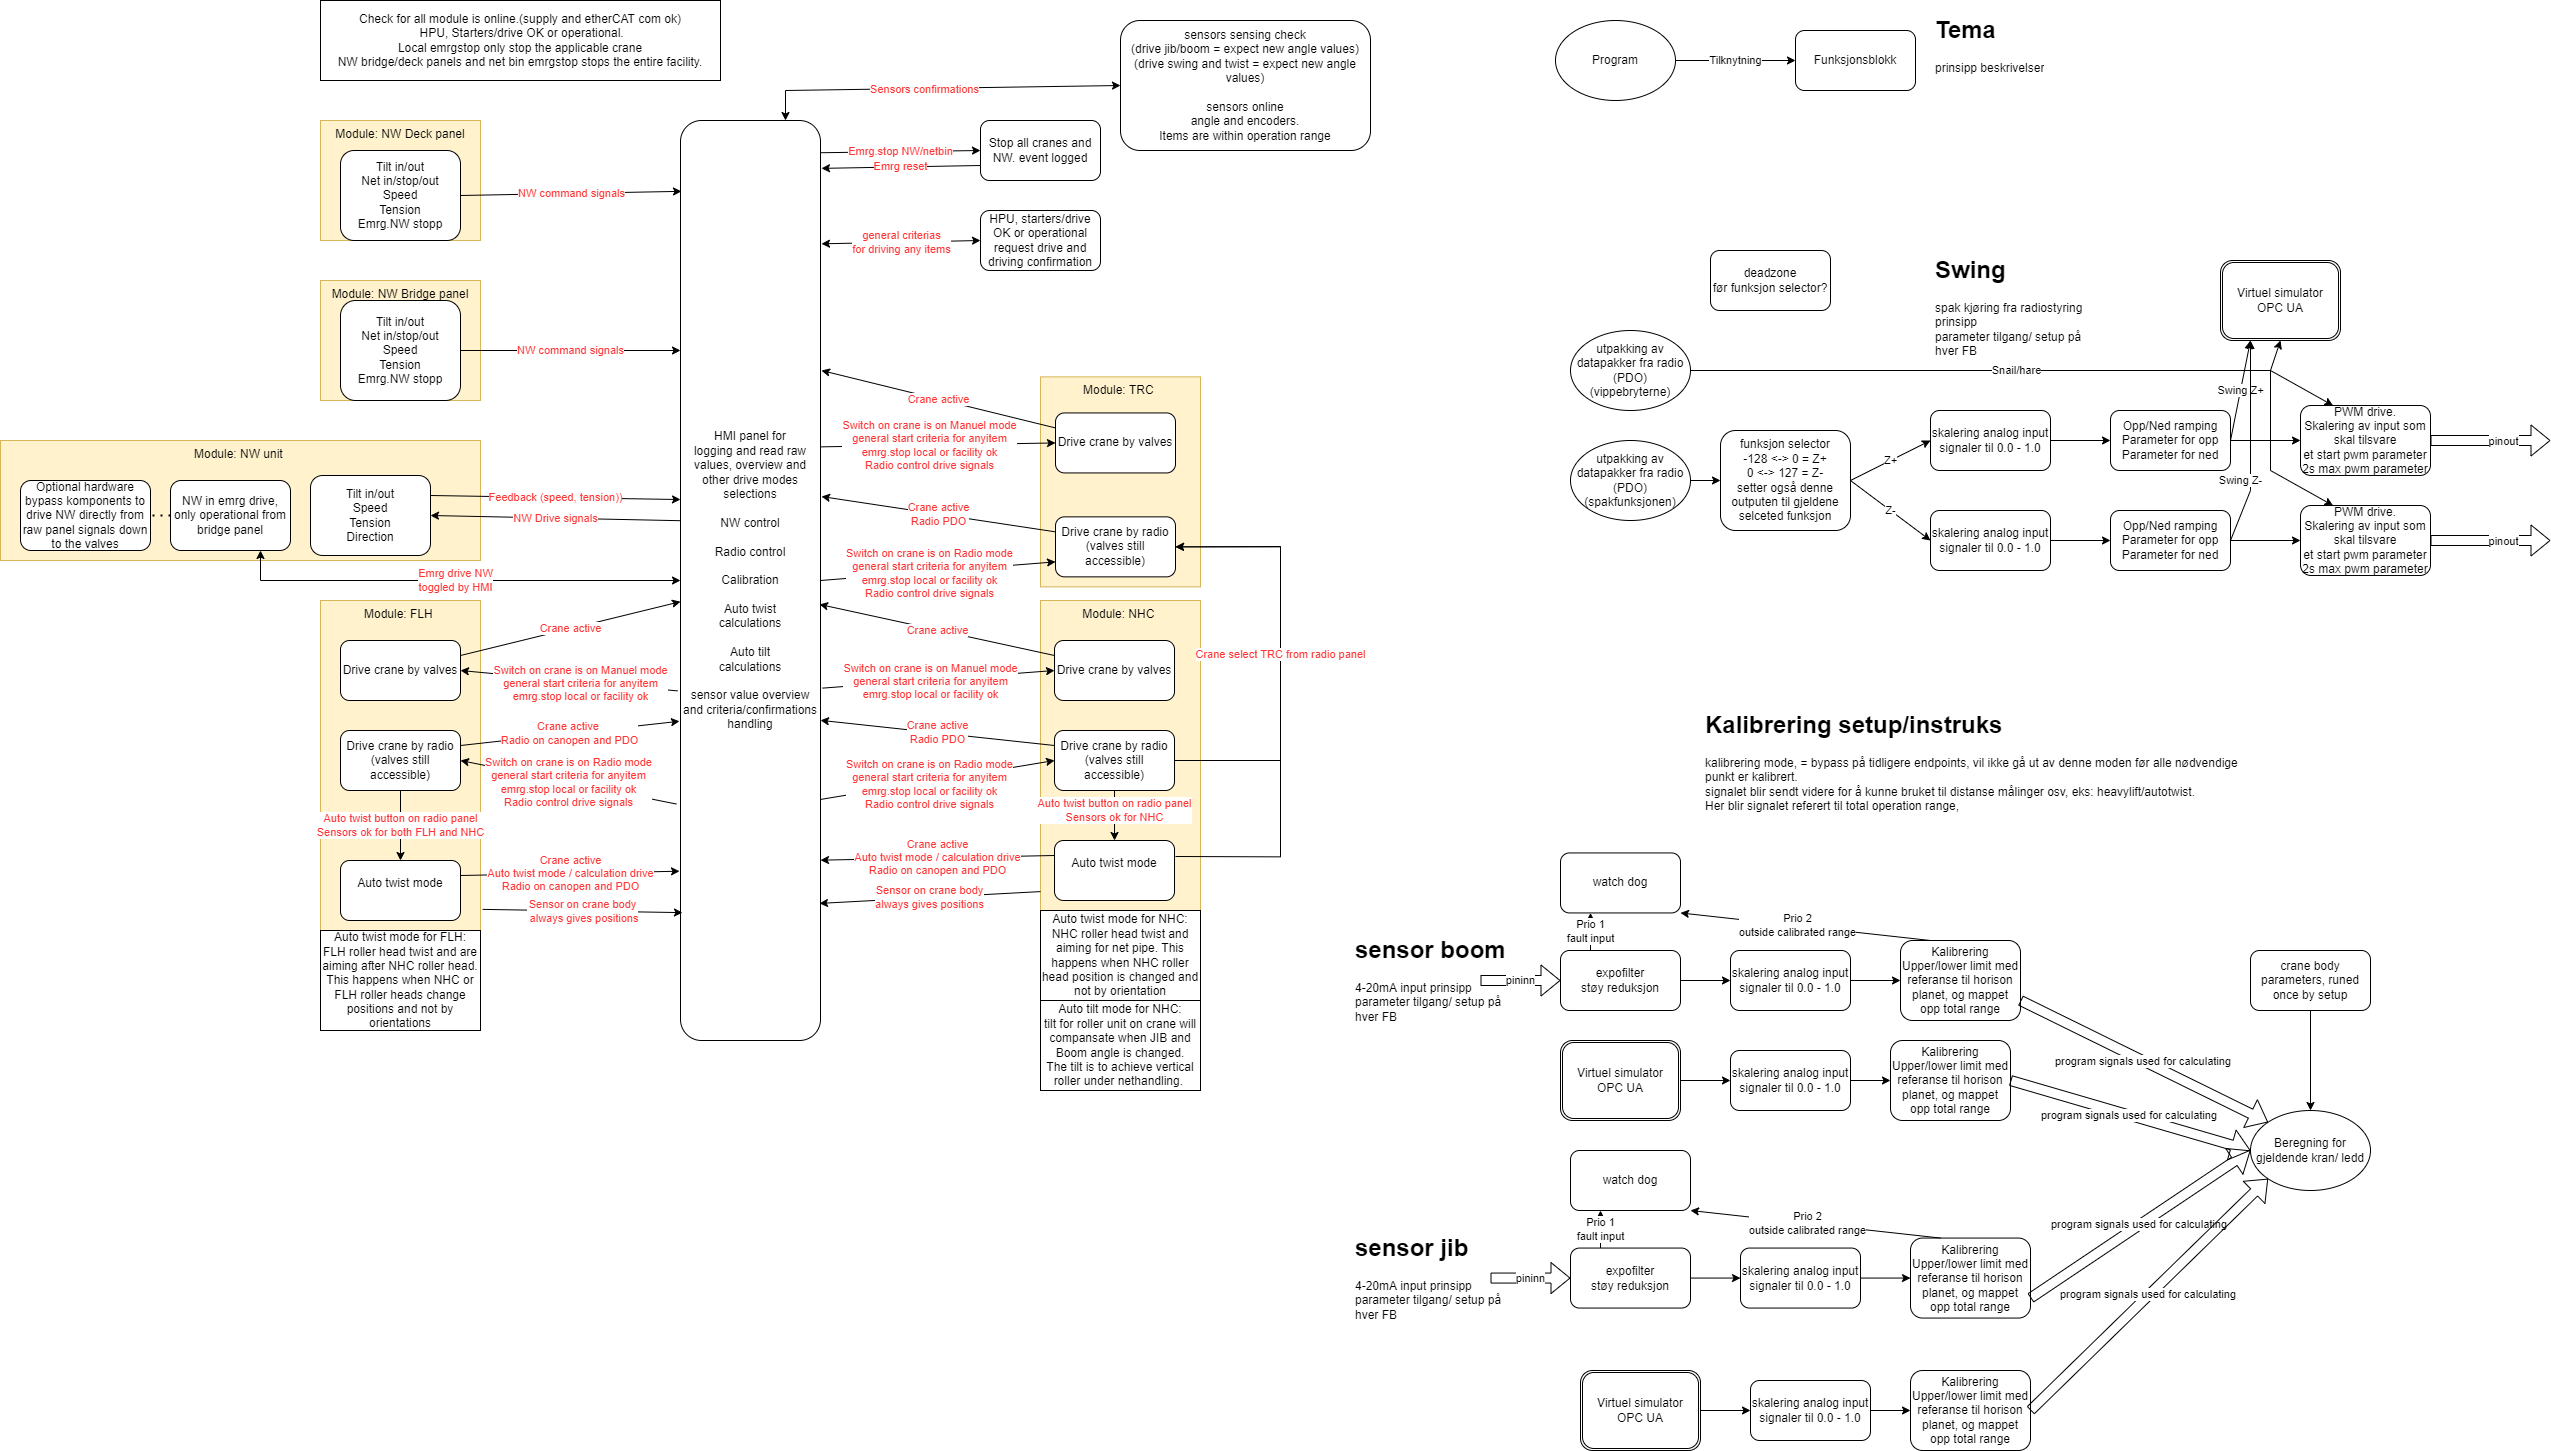 Check for all module is online.(supply and etherCAT com ok)
HPU, Starters/drive OK or operational.
Local emrgstop only stop the applicable crane
NW bridge/deck panels and net bin emrgstop stops the entire facility.
Module: NW Deck panel
Tilt in/out
Net in/stop/out
Speed
Tension
Emrg.NW stopp
NW command signals
Module: NW Bridge panel
Tilt in/out
Net in/stop/out
Speed
Tension
Emrg.NW stopp
NW command signals
Module: NW unit
Optional hardware
bypass komponents to
drive NW directly from
raw panel signals down
to the valves
NW in emrg drive,
only operational from
bridge panel
Tilt in/out
Speed
Tension
Direction
Feedback (speed, tension))
NW Drive signals
Emrg drive NW
toggled by HMI
Module: FLH
Drive crane by valves
Crane active
Switch on crane is on Manuel mode
general start criteria for anyitem
emrg.stop local or facility ok
Drive crane by radio
(valves still
accessible)
Crane active
Radio on canopen and PDO
Switch on crane is on Radio mode
general start criteria for anyitem
emrg.stop local or facility ok
Radio control drive signals
Auto twist button on radio panel
Sensors ok for both FLH and NHC
Auto twist mode
Crane active
Auto twist mode / calculation drive
Radio on canopen and PDO
Sensor on crane body
always gives positions
Auto twist mode for FLH:
FLH roller head twist and are
aiming after NHC roller head.
This happens when NHC or
FLH roller heads change
positions and not by
orientations
HMI panel for
logging and read raw
values, overview and
other drive modes
selections
NW control
Radio control
Calibration
Auto twist
calculations
Auto tilt
calculations
sensor value overview
and criteria/confirmations
handling
Sensors confirmations
sensors sensing check
(drive jib/boom = expect new angle values)
(drive swing and twist = expect new angle
values)
sensors online
angle and encoders.
Items are within operation range
Emrg.stop NW/netbin
Emrg reset
Stop all cranes and
NW. event logged
general criterias
for driving any items
HPU, starters/drive
OK or operational
request drive and
driving confirmation
Module: TRC
Crane active
Drive crane by valves
Switch on crane is on Manuel mode
general start criteria for anyitem
emrg.stop local or facility ok
Radio control drive signals
Crane active
Radio PDO
Drive crane by radio
(valves still
accessible)
Switch on crane is on Radio mode
general start criteria for anyitem
emrg.stop local or facility ok
Radio control drive signals
Module: NHC
Crane active
Drive crane by valves
Switch on crane is on Manuel mode
general start criteria for anyitem
emrg.stop local or facility ok
Crane select TRC from radio panel
Crane active
Radio PDO
Drive crane by radio
(valves still
accessible)
Switch on crane is on Radio mode
general start criteria for anyitem
emrg.stop local or facility ok
Radio control drive signals
Auto twist button on radio panel
Sensors ok for NHC
Auto twist mode
Crane active
Auto twist mode / calculation drive
Radio on canopen and PDO
Sensor on crane body
always gives positions
Auto twist mode for NHC:
NHC roller head twist and
aiming for net pipe. This
happens when NHC roller
head position is changed and
not by orientation
Auto tilt mode for NHC:
tilt for roller unit on crane will
compansate when JIB and
Boom angle is changed.
The tilt is to achieve vertical
roller under nethandling.
Program
Tilknytning
Funksjonsblokk
Tema
prinsipp beskrivelser
deadzone
før funksjon selector?
Swing
spak kjøring fra radiostyring
prinsipp
parameter tilgang/ setup på
hver FB
Virtuel simulator
OPC UA
utpakking av
datapakker fra radio
(PDO)
(vippebryterne)
Snail/hare
Swing Z+
utpakking av
datapakker fra radio
(PDO)
(spakfunksjonen)
funksjon selector
-128 <-> 0 = Z+
0 <-> 127 = Z-
setter også denne
outputen til gjeldene
selceted funksjon
Z+
Z-
skalering analog input
signaler til 0.0 - 1.0
Opp/Ned ramping
Parameter for opp
Parameter for ned
PWM drive.
Skalering av input som
skal tilsvare
et start pwm parameter
2s max pwm parameter
pinout
Swing Z-
skalering analog input
signaler til 0.0 - 1.0
Opp/Ned ramping
Parameter for opp
Parameter for ned
PWM drive.
Skalering av input som
skal tilsvare
et start pwm parameter
2s max pwm parameter
pinout
Kalibrering setup/instruks
kalibrering mode, = bypass på tidligere endpoints, vil ikke gå ut av denne moden før alle nødvendige
punkt er kalibrert.
signalet blir sendt videre for å kunne bruket til distanse målinger osv, eks: heavylift/autotwist.
Her blir signalet referert til total operation range,
watch dog
Prio 1
fault input
Prio 2
outside calibrated range
sensor boom
4-20mA input prinsipp
parameter tilgang/ setup på
hver FB
pininn
expofilter
støy reduksjon
skalering analog input
signaler til 0.0 - 1.0
Kalibrering
Upper/lower limit med
referanse til horison
planet, og mappet
opp total range
crane body
parameters, runed
once by setup
Virtuel simulator
OPC UA
skalering analog input
signaler til 0.0 - 1.0
Kalibrering
Upper/lower limit med
referanse til horison
planet, og mappet
opp total range
program signals used for calculating
program signals used for calculating
Beregning for
gjeldende kran/ ledd
watch dog
Prio 1
fault input
Prio 2
outside calibrated range
sensor jib
4-20mA input prinsipp
parameter tilgang/ setup på
hver FB
pininn
expofilter
støy reduksjon
skalering analog input
signaler til 0.0 - 1.0
Kalibrering
Upper/lower limit med
referanse til horison
planet, og mappet
opp total range
program signals used for calculating
program signals used for calculating
Virtuel simulator
OPC UA
skalering analog input
signaler til 0.0 - 1.0
Kalibrering
Upper/lower limit med
referanse til horison
planet, og mappet
opp total range